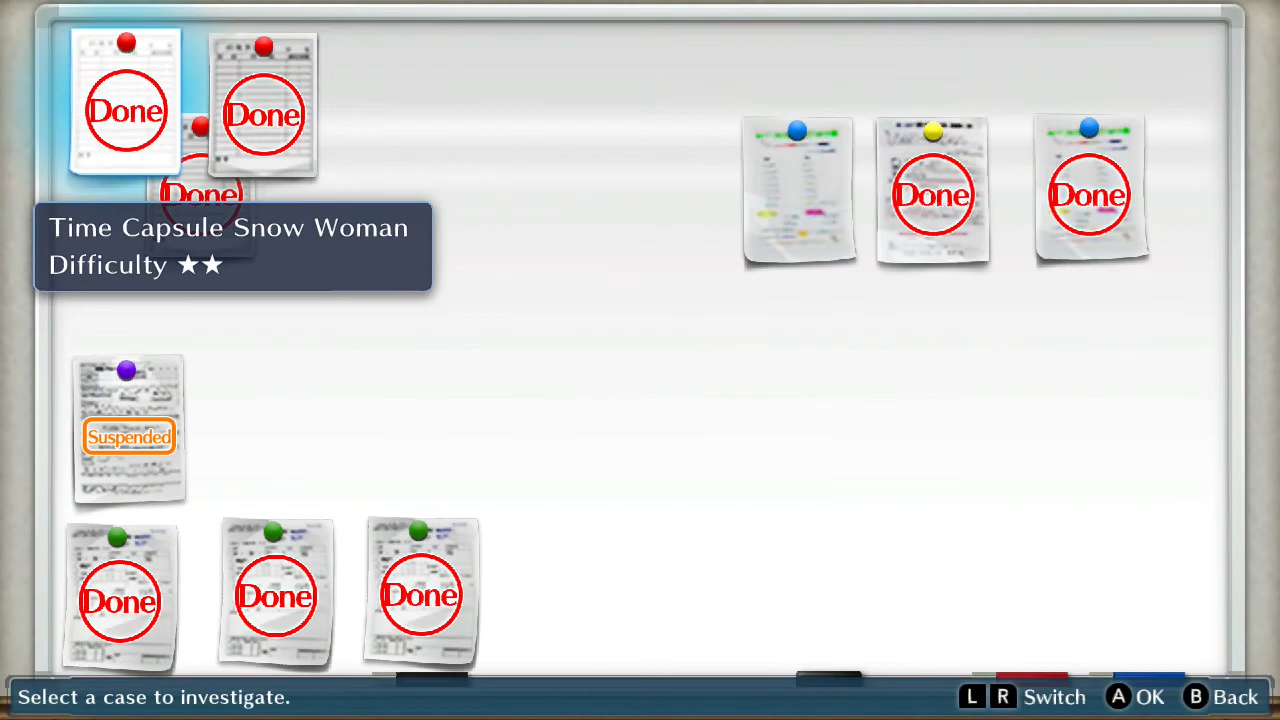 Done
Done
Done
Done
Done
Time Capsule Snow Woman
Difficulty ★★
Suspended
Done
Done
Done
Select a case to investigate.
L R Switch A OK B Back